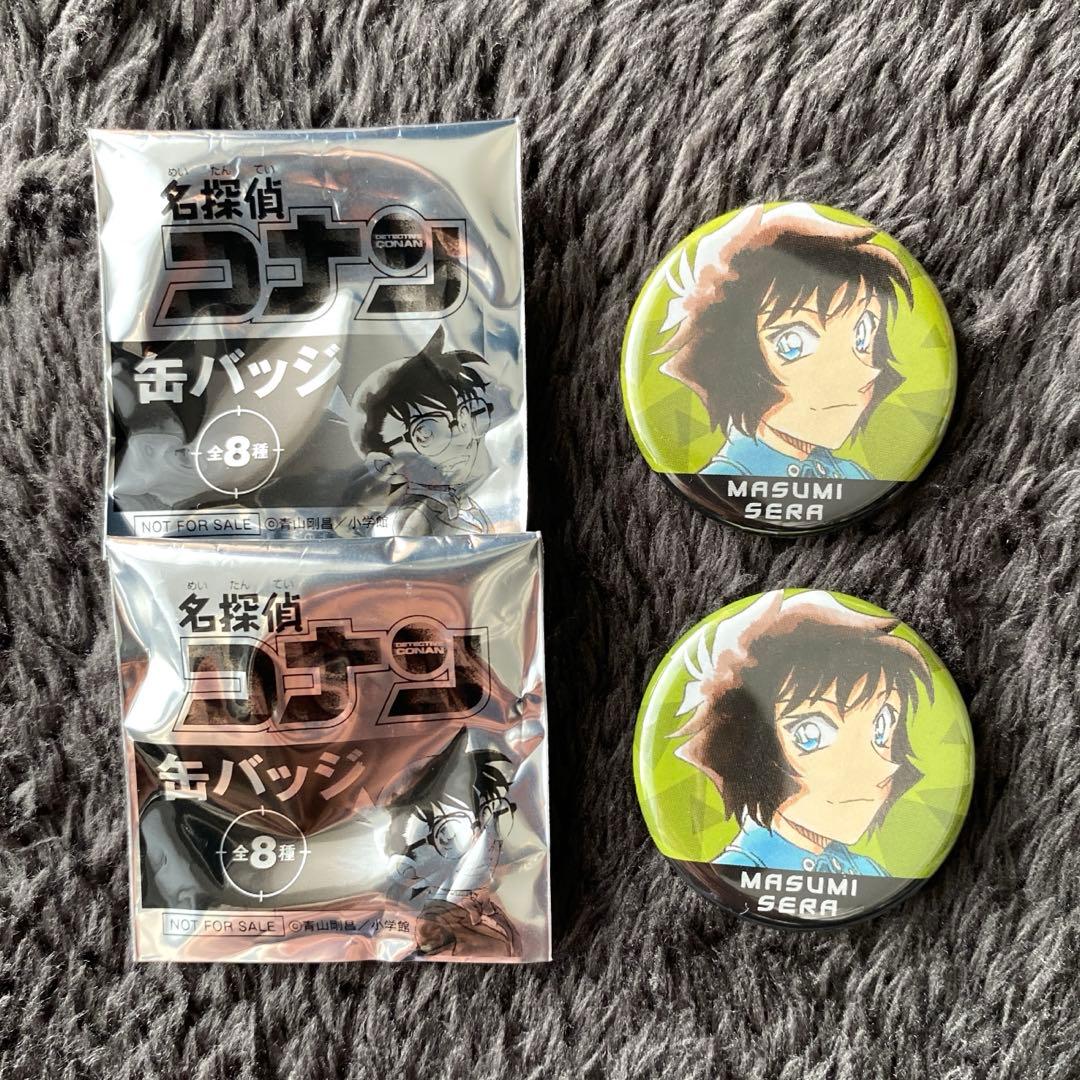 めい たん てい
名探偵
コナン
DETECTIVE
CONAN
缶バッジ
全8種
NOT FOR SALE ©青山剛昌/小学館
めい たん てい
名探偵
コナン
DETECTIVE
CONAN
缶バッジ
全8種
NOT FOR SALE ©青山剛昌/小学館
MASUMI
SERA
MASUMI
SERA